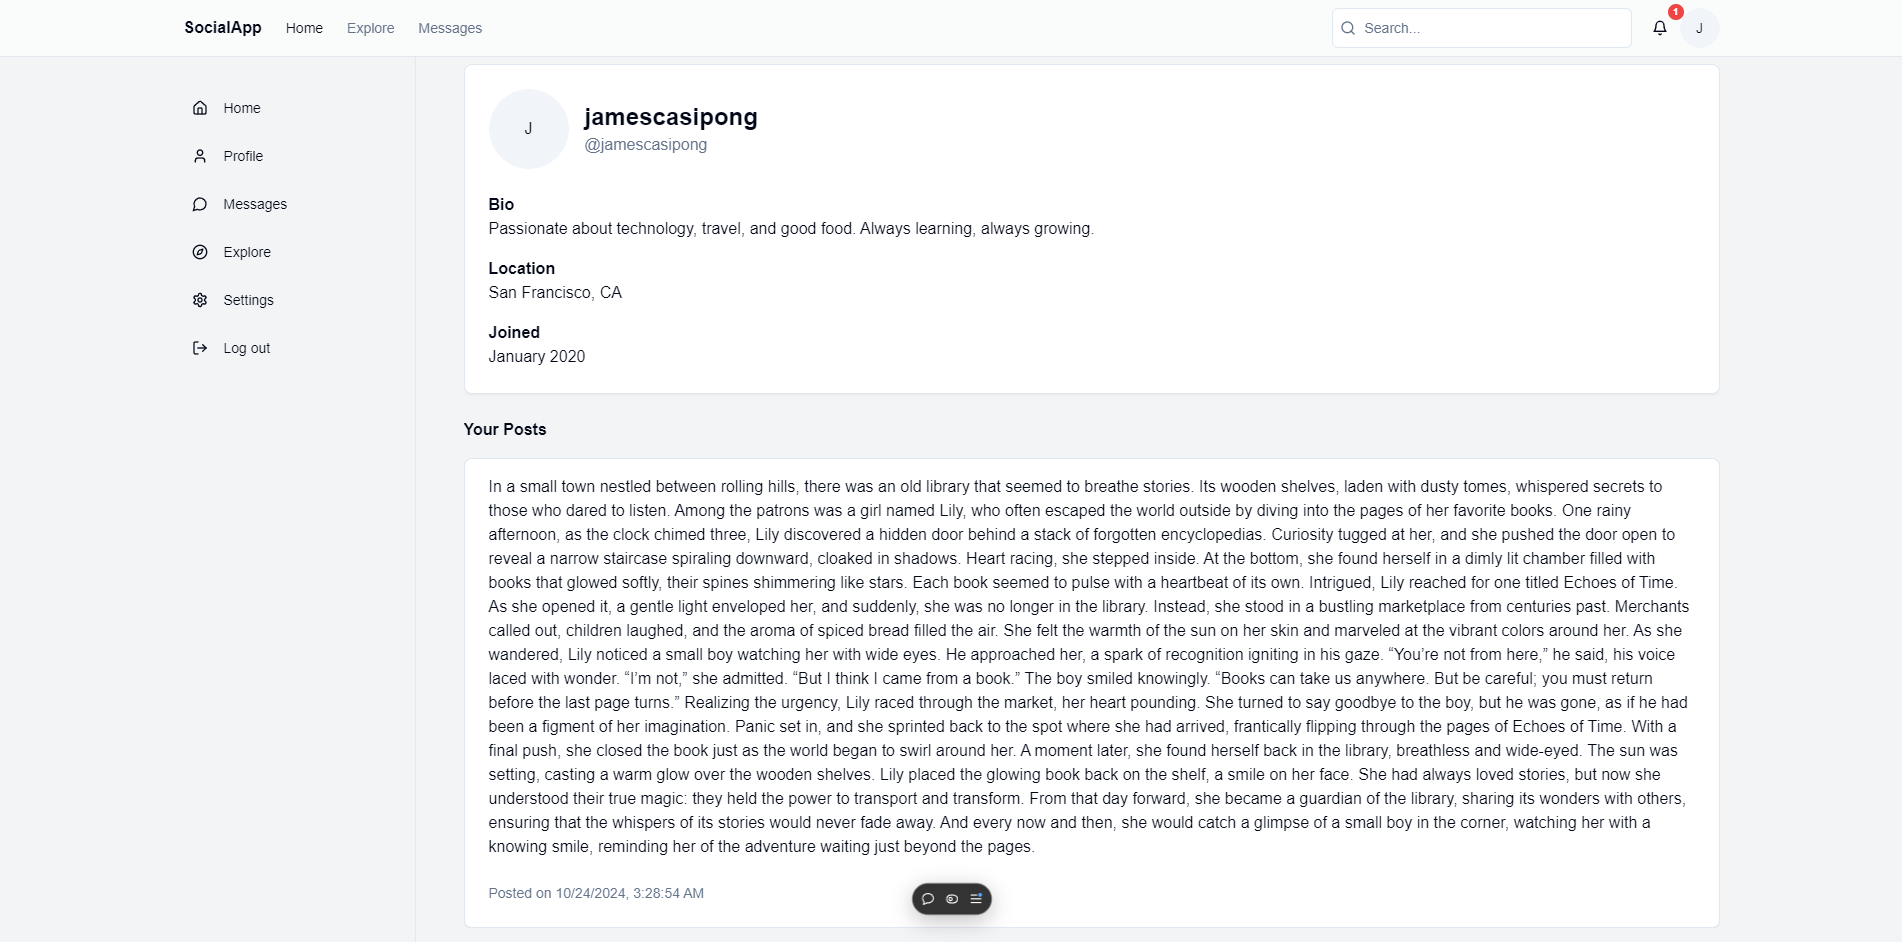 SocialApp Home Explore Messages Search... 1 J
Home
Profile
Messages
Explore
Settings
Log out
J
jamescasipong
@jamescasipong
Bio
Passionate about technology, travel, and good food. Always learning, always growing.
Location
San Francisco, CA
Joined
January 2020
Your Posts
In a small town nestled between rolling hills, there was an old library that seemed to breathe stories. Its wooden shelves, laden with dusty tomes, whispered secrets to
those who dared to listen. Among the patrons was a girl named Lily, who often escaped the world outside by diving into the pages of her favorite books. One rainy
afternoon, as the clock chimed three, Lily discovered a hidden door behind a stack of forgotten encyclopedias. Curiosity tugged at her, and she pushed the door open to
reveal a narrow staircase spiraling downward, cloaked in shadows. Heart racing, she stepped inside. At the bottom, she found herself in a dimly lit chamber filled with
books that glowed softly, their spines shimmering like stars. Each book seemed to pulse with a heartbeat of its own. Intrigued, Lily reached for one titled Echoes of Time.
As she opened it, a gentle light enveloped her, and suddenly, she was no longer in the library. Instead, she stood in a bustling marketplace from centuries past. Merchants
called out, children laughed, and the aroma of spiced bread filled the air. She felt the warmth of the sun on her skin and marveled at the vibrant colors around her. As she
wandered, Lily noticed a small boy watching her with wide eyes. He approached her, a spark of recognition igniting in his gaze. “You’re not from here,” he said, his voice
laced with wonder. “I’m not,” she admitted. “But I think I came from a book.” The boy smiled knowingly. “Books can take us anywhere. But be careful; you must return
before the last page turns.” Realizing the urgency, Lily raced through the market, her heart pounding. She turned to say goodbye to the boy, but he was gone, as if he had
been a figment of her imagination. Panic set in, and she sprinted back to the spot where she had arrived, frantically flipping through the pages of Echoes of Time. With a
final push, she closed the book just as the world began to swirl around her. A moment later, she found herself back in the library, breathless and wide-eyed. The sun was
setting, casting a warm glow over the wooden shelves. Lily placed the glowing book back on the shelf, a smile on her face. She had always loved stories, but now she
understood their true magic: they held the power to transport and transform. From that day forward, she became a guardian of the library, sharing its wonders with others,
ensuring that the whispers of its stories would never fade away. And every now and then, she would catch a glimpse of a small boy in the corner, watching her with a
knowing smile, reminding her of the adventure waiting just beyond the pages.
Posted on 10/24/2024, 3:28:54 AM